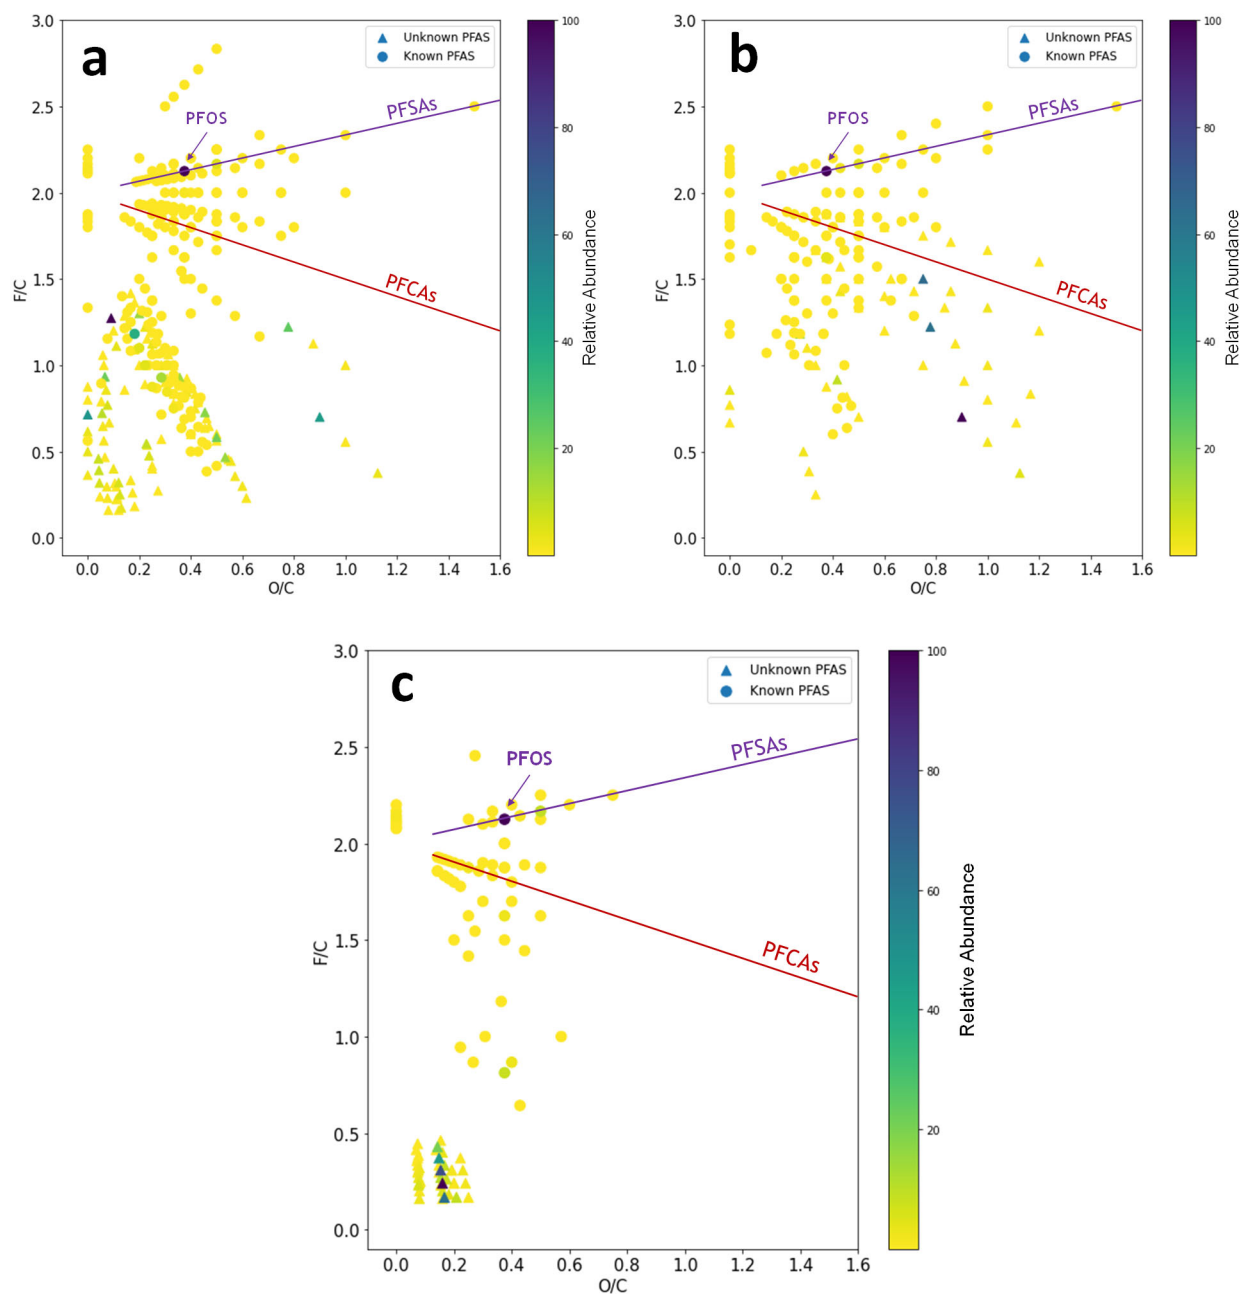 a
Unknown PFAS
Known PFAS
PFOS
PFSAs
PFCAs
F/C
3.0
2.5
2.0
1.5
1.0
0.5
0.0
0.0 0.2 0.4 0.6 0.8 1.0 1.2 1.4 1.6
O/C
100
80
60
40
20
Relative Abundance
b
Unknown PFAS
Known PFAS
PFOS
PFSAs
PFCAs
F/C
3.0
2.5
2.0
1.5
1.0
0.5
0.0
0.0 0.2 0.4 0.6 0.8 1.0 1.2 1.4 1.6
O/C
100
80
60
40
20
Relative Abundance
c
Unknown PFAS
Known PFAS
PFOS
PFSAs
PFCAs
F/C
3.0
2.5
2.0
1.5
1.0
0.5
0.0
0.0 0.2 0.4 0.6 0.8 1.0 1.2 1.4 1.6
O/C
100
80
60
40
20
Relative Abundance